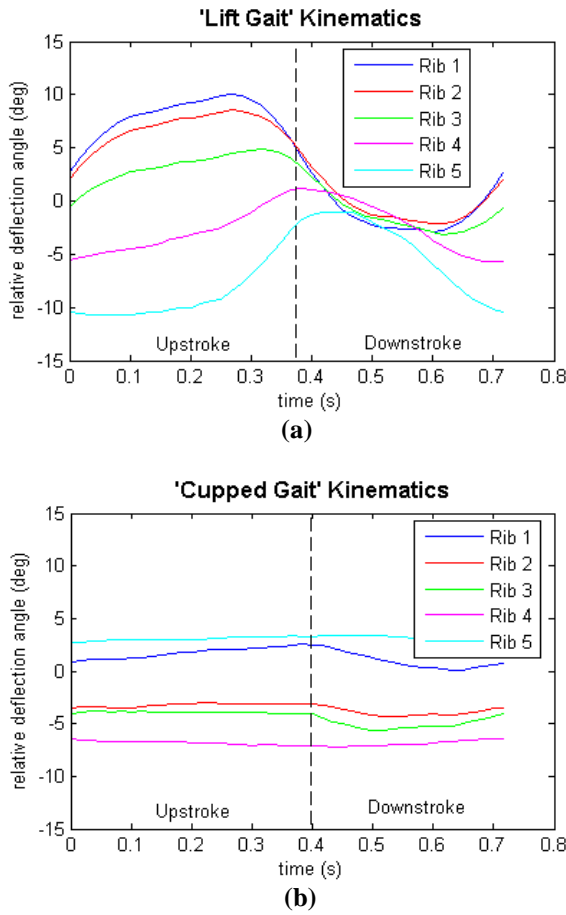 'Lift Gait' Kinematics
relative deflection angle (deg)
15
10
5
0
-5
-10
-15
Rib 1
Rib 2
Rib 3
Rib 4
Rib 5
Upstroke
Downstroke
0 0.1 0.2 0.3 0.4 0.5 0.6 0.7 0.8
time (s)
(a)
'Cupped Gait' Kinematics
relative deflection angle (deg)
15
10
5
0
-5
-10
-15
Rib 1
Rib 2
Rib 3
Rib 4
Rib 5
Upstroke
Downstroke
0 0.1 0.2 0.3 0.4 0.5 0.6 0.7 0.8
time (s)
(b)